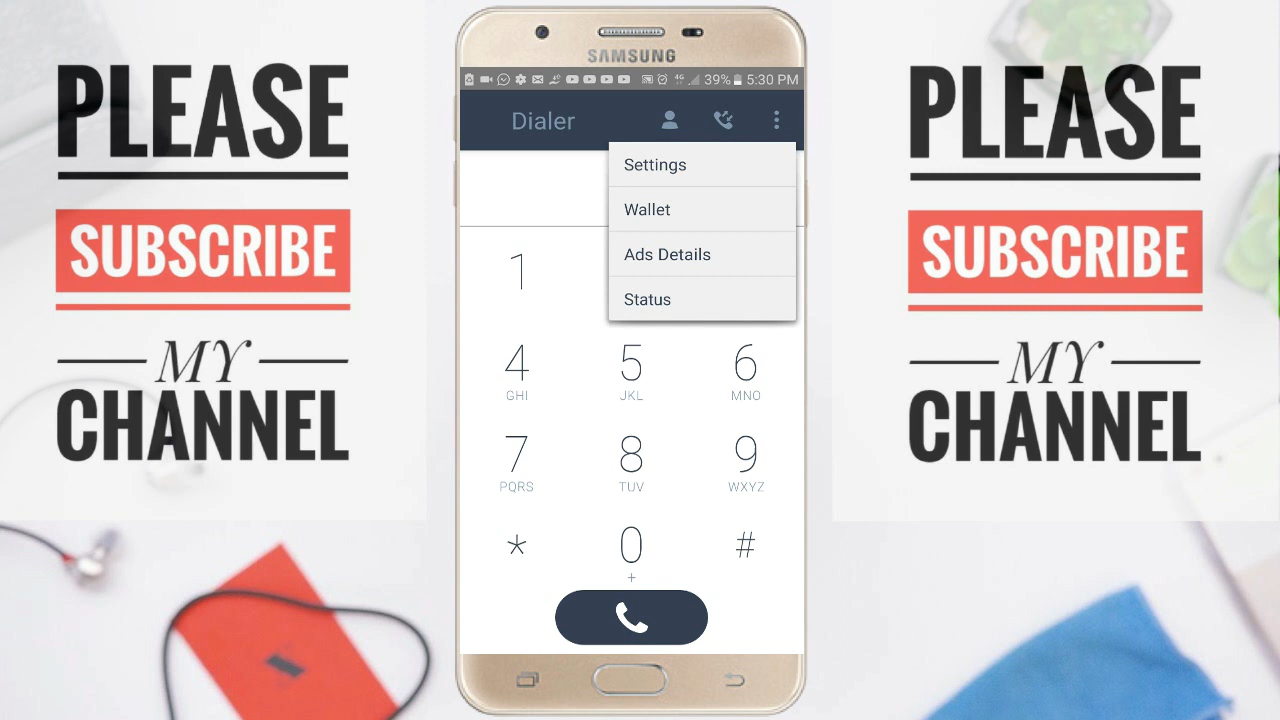 PLEASE
SUBSCRIBE
MY
CHANNEL
SAMSUNG
4G 39% 5:30 PM
Dialer
Settings
Wallet
Ads Details
Status
1
4 5 6
GHI JKL MNO
7 8 9
PQRS TUV WXYZ
* 0 #
+
PLEASE
SUBSCRIBE
MY
CHANNEL